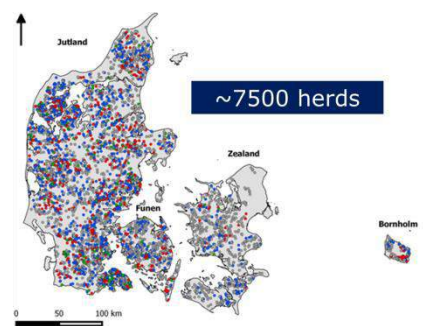 Jutland
~7500 herds
Zealand
Funen
Bornholm
0 50 100 km